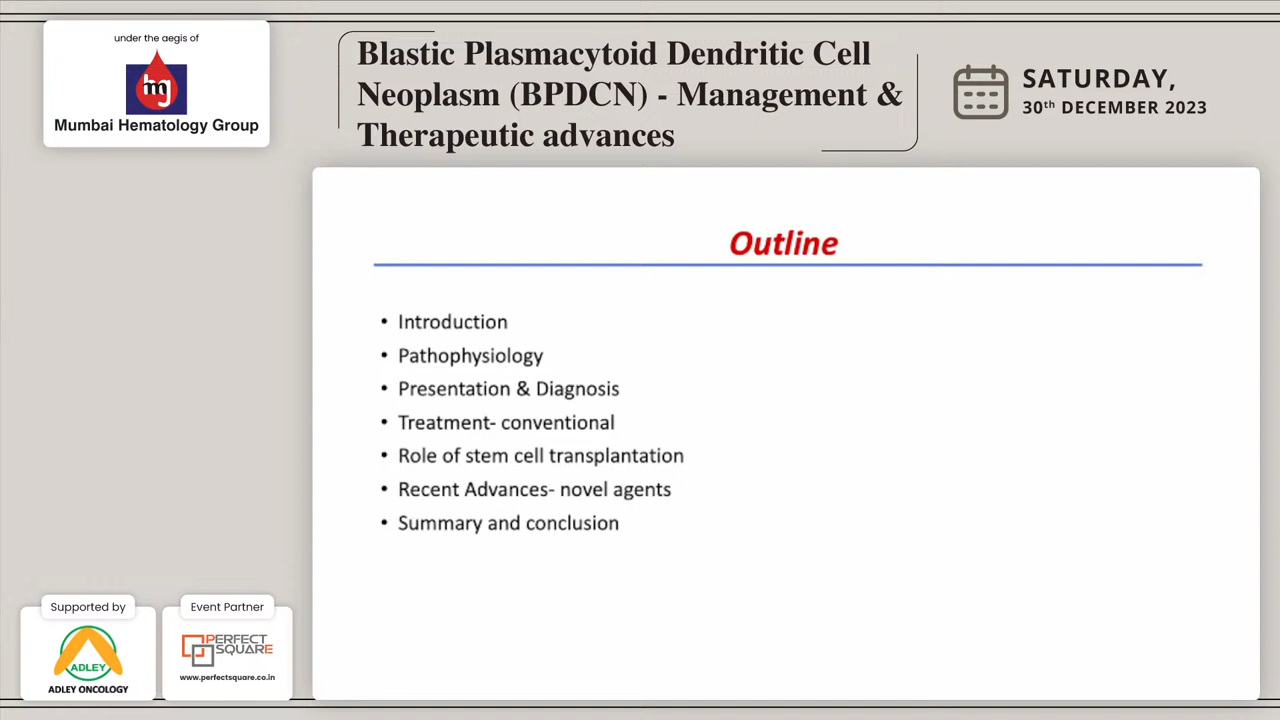 under the aegis of
hg
Mumbai Hematology Group
Blastic Plasmacytoid Dendritic Cell
Neoplasm (BPDCN) - Management &
Therapeutic advances
SATURDAY,
30th DECEMBER 2023
Outline
• Introduction
• Pathophysiology
• Presentation & Diagnosis
• Treatment- conventional
• Role of stem cell transplantation
• Recent Advances- novel agents
• Summary and conclusion
Supported by
ADLEY
ADLEY ONCOLOGY
Event Partner
PERFECT
SQUARE
www.perfectsquare.co.in